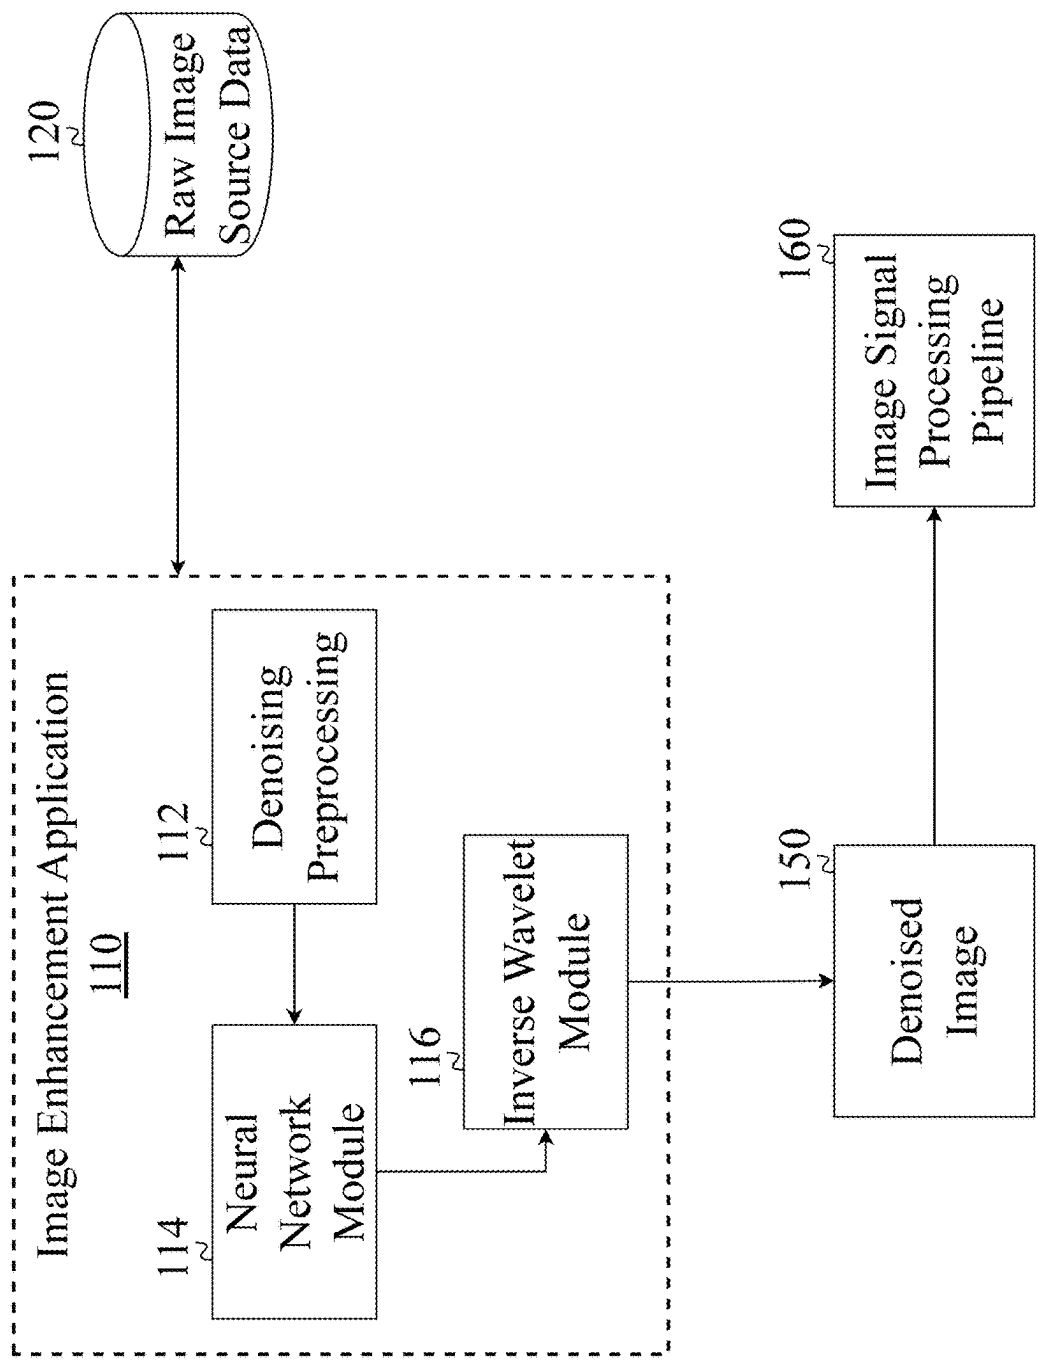 Image Enhancement Application
110
114
Neural
Network
Module
112
Denoising
Preprocessing
116
Inverse Wavelet
Module
120
Raw Image
Source Data
150
Denoised
Image
160
Image Signal
Processing
Pipeline